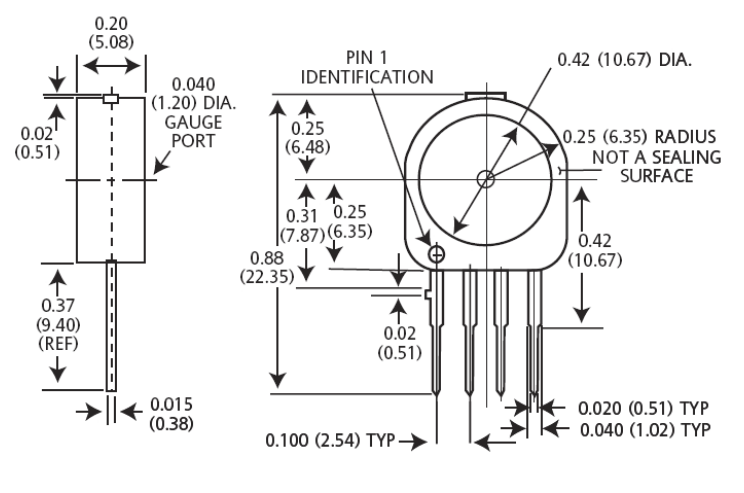 0.20
(5.08)
0.040
(1.20) DIA.
GAUGE
PORT
0.02
(0.51)
0.37
(9.40)
(REF)
0.015
(0.38)
PIN 1
IDENTIFICATION
0.42 (10.67) DIA.
0.25
(6.48)
0.25 (6.35) RADIUS
NOT A SEALING
SURFACE
0.31
(7.87)
0.25
(6.35)
0.88
(22.35)
0.42
(10.67)
0.02
(0.51)
0.100 (2.54) TYP
0.020 (0.51) TYP
0.040 (1.02) TYP